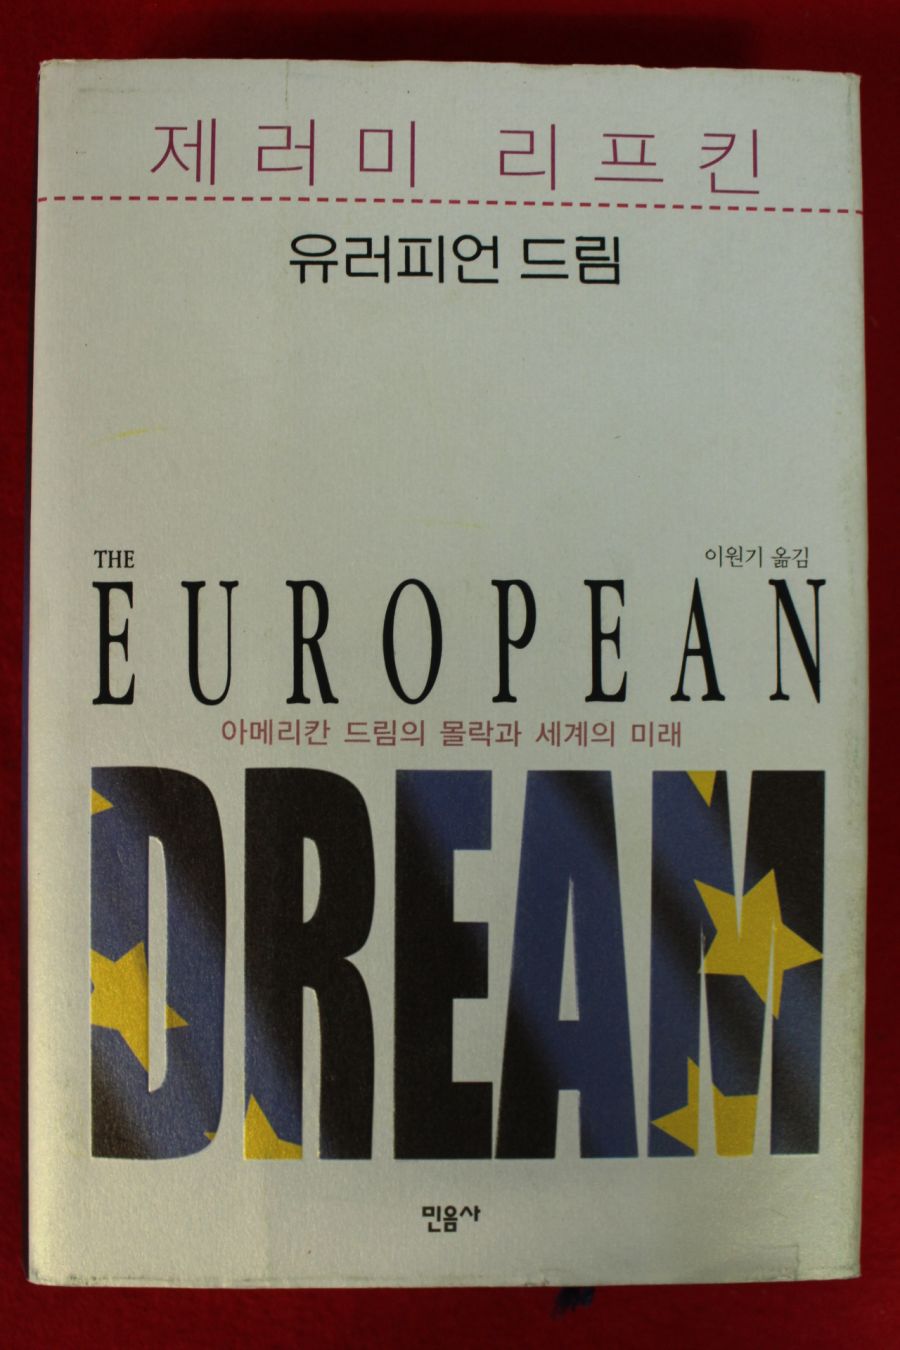 제러미 리프킨
유러피언 드림
THE
이원기 옮김
EUROPEAN
아메리칸 드림의 몰락과 세계의 미래
DREAM
민음사